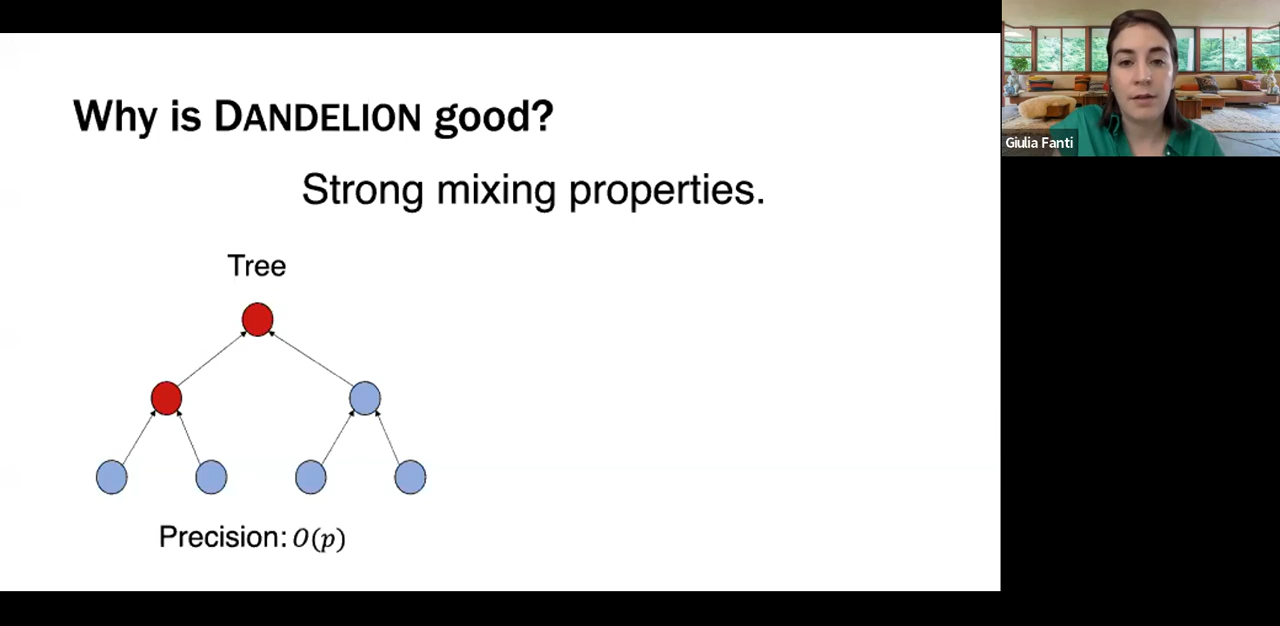 Why is DANDELION good?
Strong mixing properties.
Tree
Precision: O(p)
Giulia Fanti